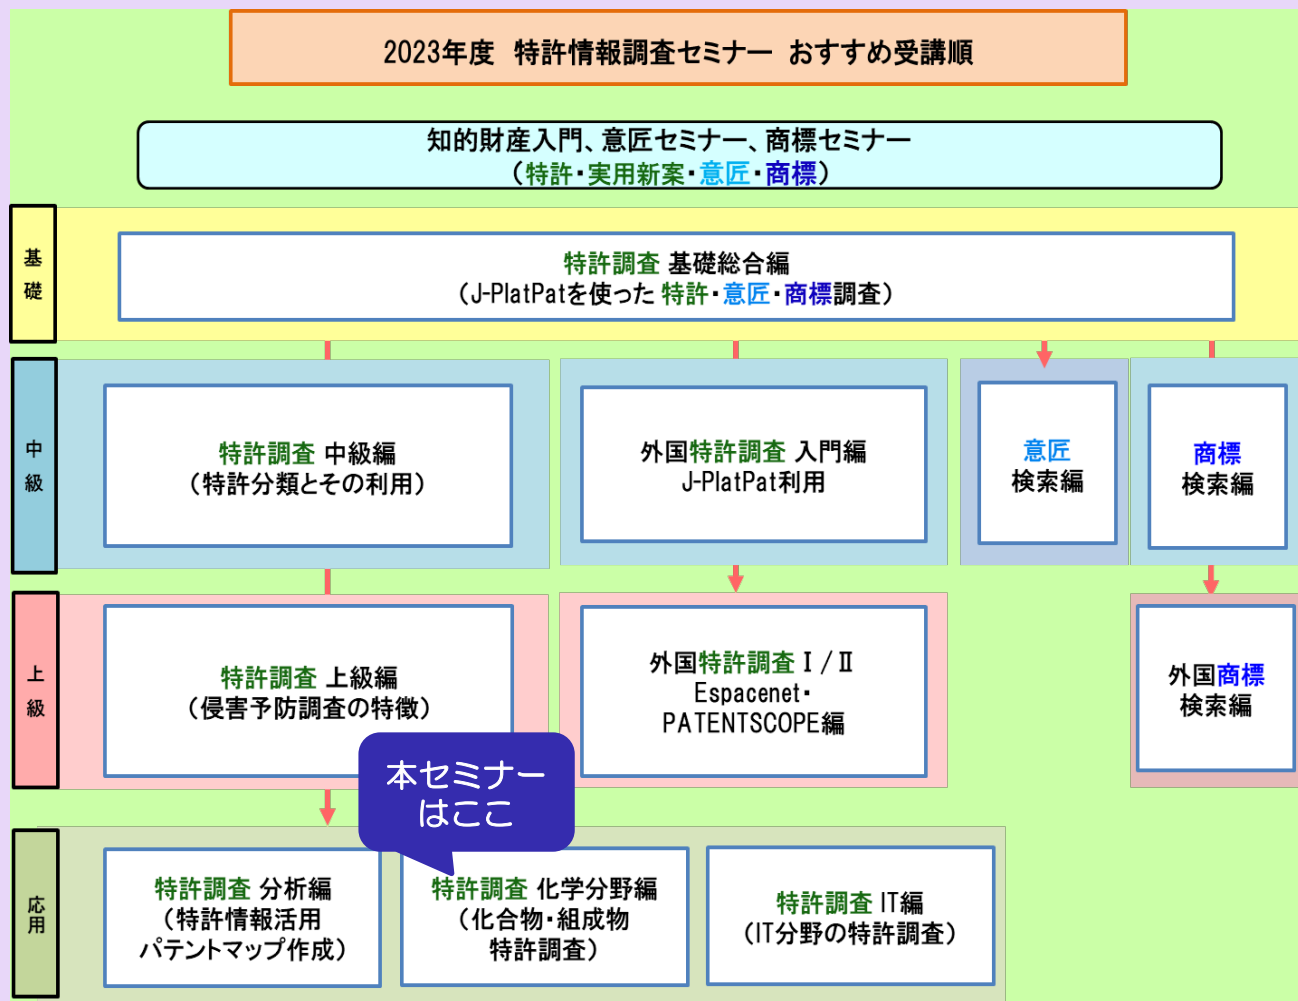 2023年度 特許情報調査セミナー おすすめ受講順
知的財産入門、意匠セミナー、商標セミナー
（特許・実用新案・意匠・商標）
基礎
特許調査 基礎総合編
（J-PlatPatを使った 特許・意匠・商標調査）
中級
特許調査 中級編
（特許分類とその利用）
外国特許調査 入門編
J-PlatPat利用
意匠
検索編
商標
検索編
上級
特許調査 上級編
（侵害予防調査の特徴）
外国特許調査 Ⅰ/Ⅱ
Espacenet・
PATENTSCOPE編
外国商標
検索編
本セミナー
はここ
応用
特許調査 分析編
（特許情報活用
パテントマップ作成）
特許調査 化学分野編
（化合物・組成物
特許調査）
特許調査 IT編
（IT分野の特許調査）